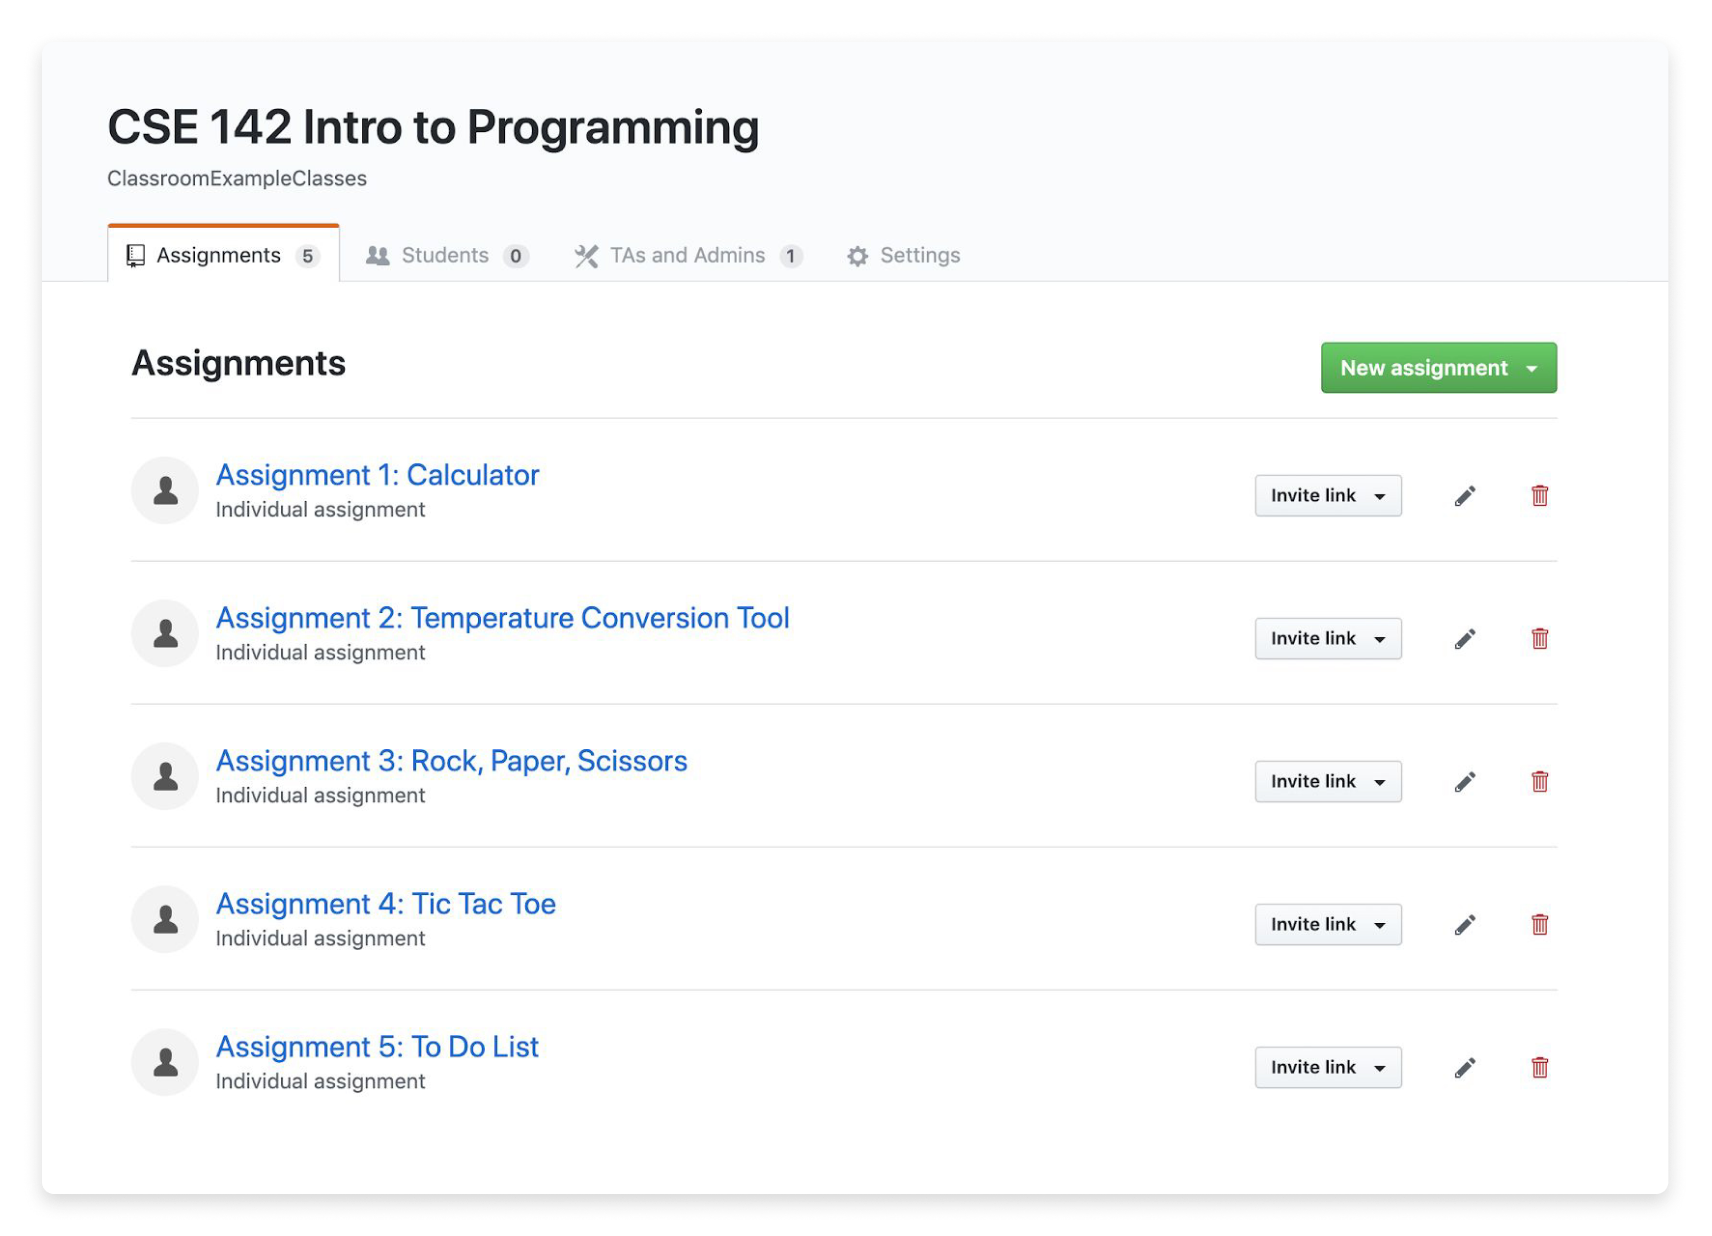 CSE 142 Intro to Programming
ClassroomExampleClasses
Assignments 5 Students 0 TAs and Admins 1 Settings
Assignments New assignment
Assignment 1: Calculator
Individual assignment
Invite link
Assignment 2: Temperature Conversion Tool
Individual assignment
Invite link
Assignment 3: Rock, Paper, Scissors
Individual assignment
Invite link
Assignment 4: Tic Tac Toe
Individual assignment
Invite link
Assignment 5: To Do List
Individual assignment
Invite link